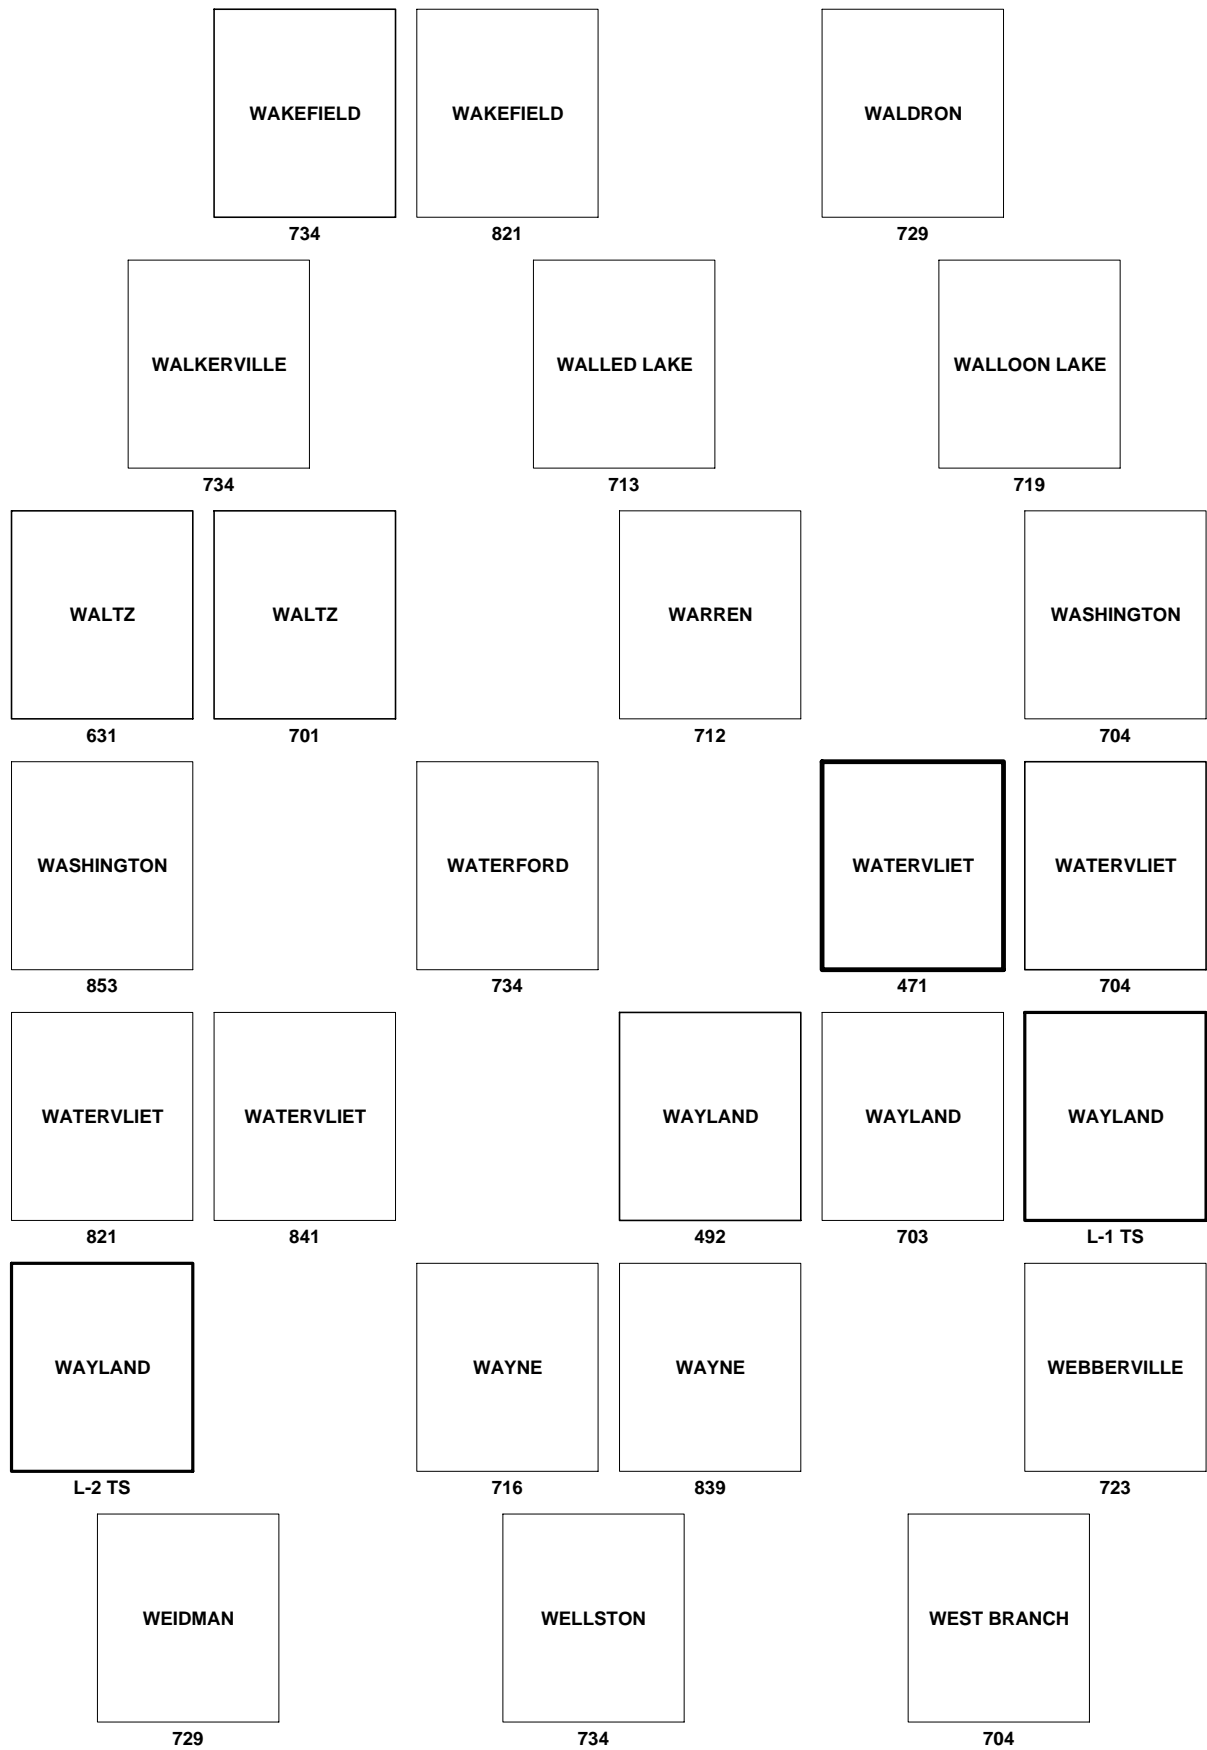 WAKEFIELD WAKEFIELD WALDRON
734 821 729
WALKERVILLE WALLED LAKE WALLOON LAKE
734 713 719
WALTZ WALTZ WARREN WASHINGTON
631 701 712 704
WASHINGTON WATERFORD WATERVLIET WATERVLIET
853 734 471 704
WATERVLIET WATERVLIET WAYLAND WAYLAND WAYLAND
821 841 492 703 L-1 TS
WAYLAND WAYNE WAYNE WEBBERVILLE
L-2 TS 716 839 723
WEIDMAN WELLSTON WEST BRANCH
729 734 704